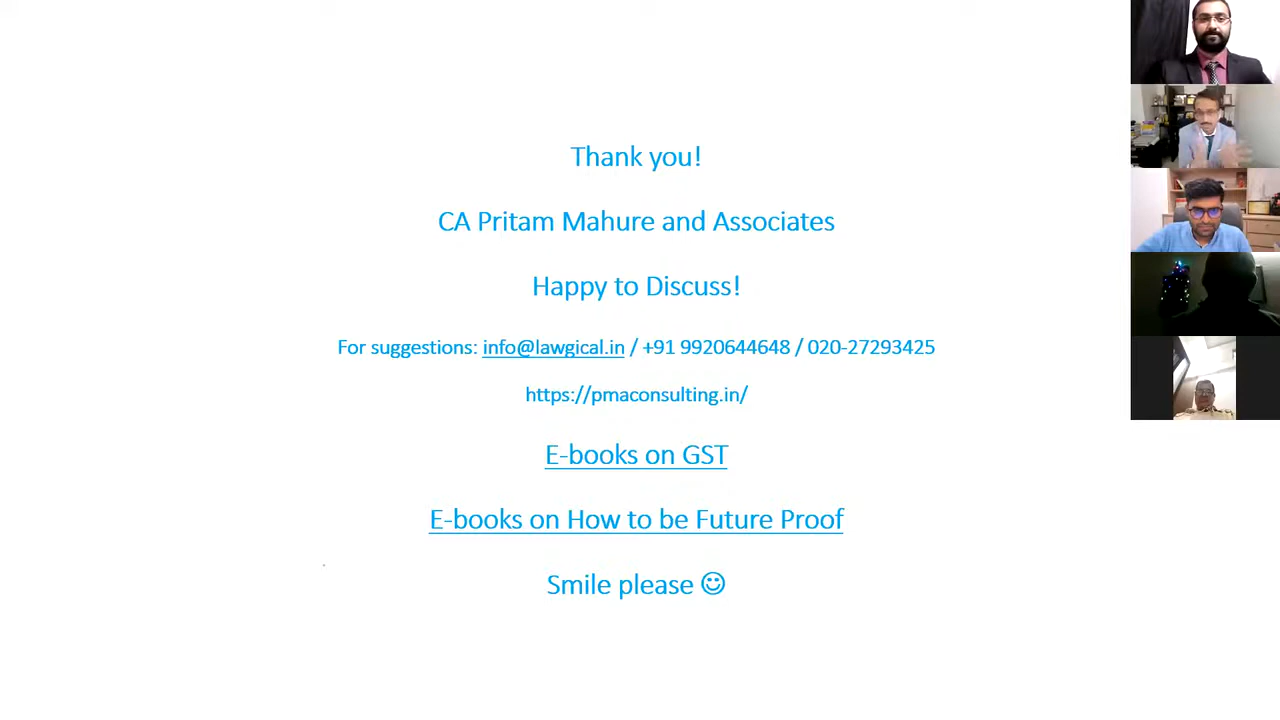 Thank you!
CA Pritam Mahure and Associates
Happy to Discuss!
For suggestions: info@lawgical.in / +91 9920644648 / 020-27293425
https://pmaconsulting.in/
E-books on GST
E-books on How to be Future Proof
Smile please ☺